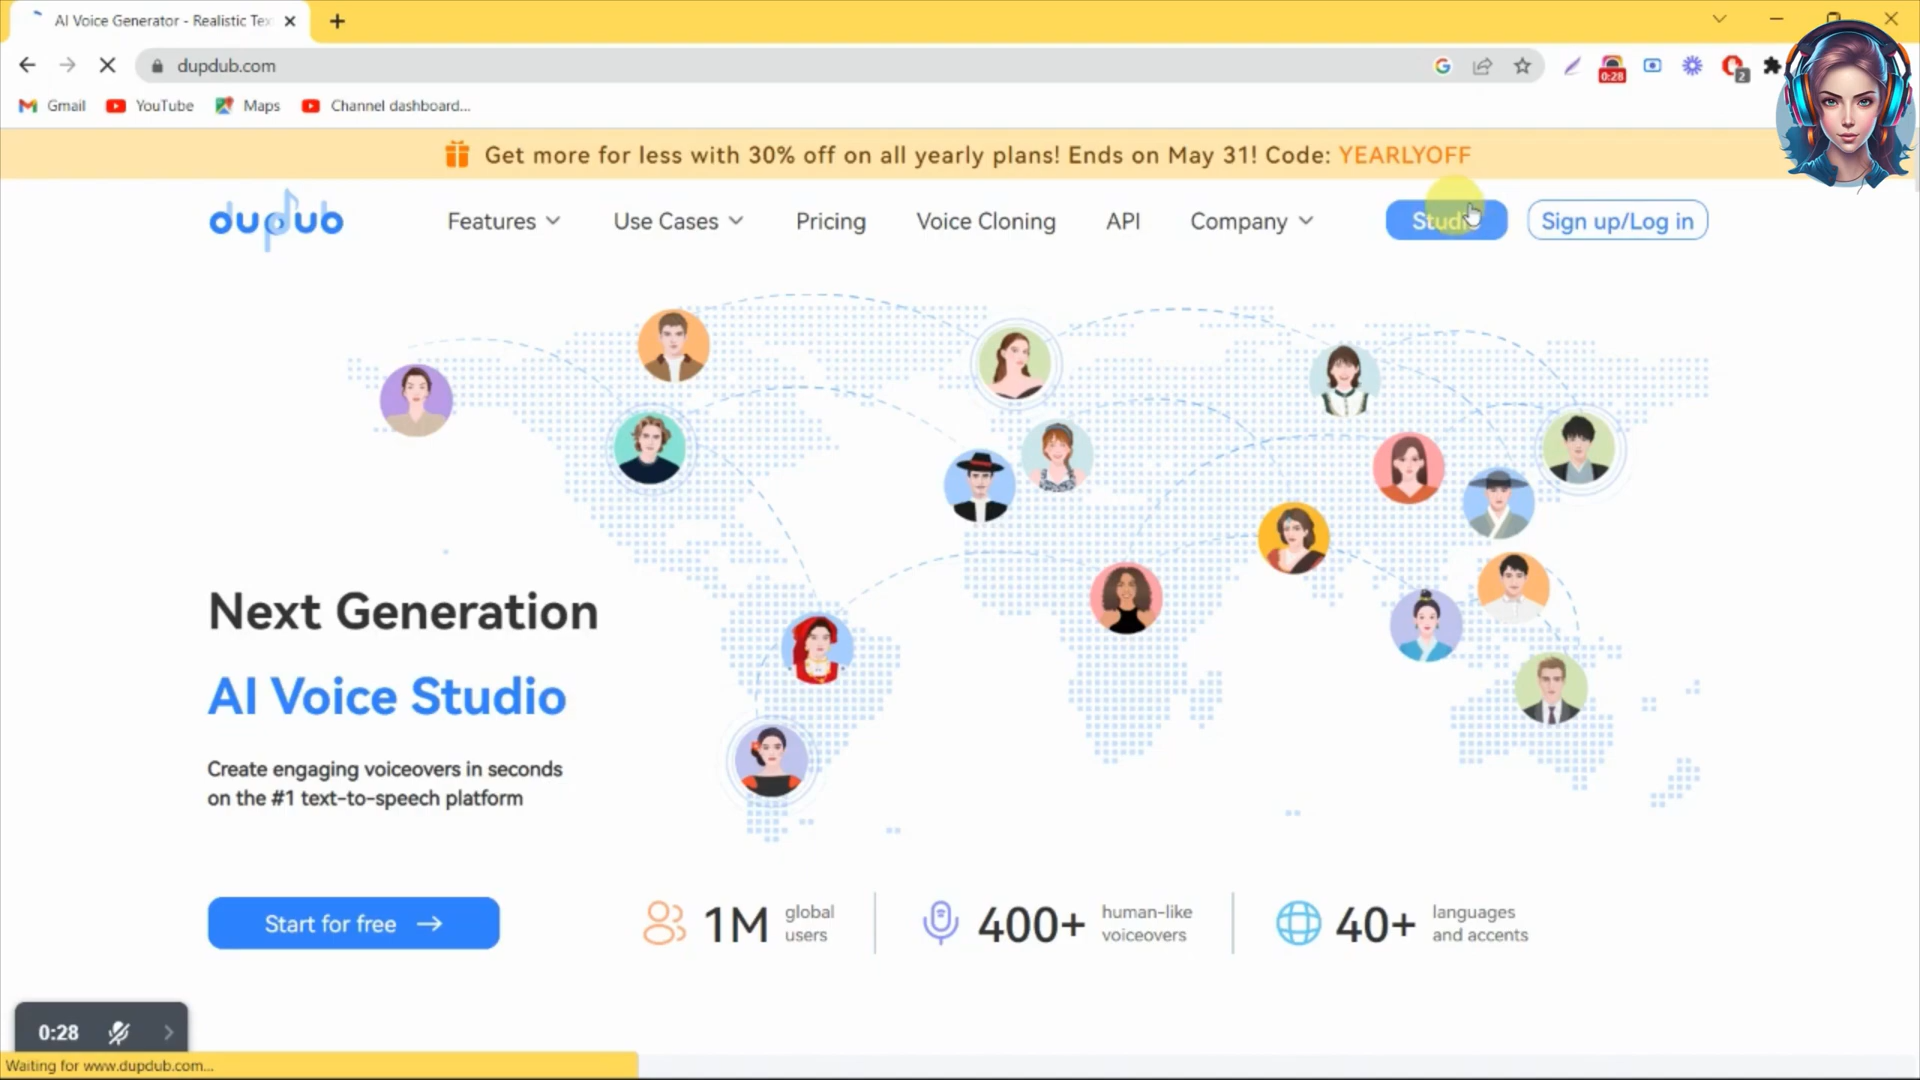 AI Voice Generator - Realistic Tex
dupdub.com
0:28
2
Gmail
YouTube
Maps
Channel dashboard...
Get more for less with 30% off on all yearly plans! Ends on May 31! Code: YEARLYOFF
dupdub
Features
Use Cases
Pricing
Voice Cloning
API
Company
Studio
Sign up/Log in
Next Generation
AI Voice Studio
Create engaging voiceovers in seconds
on the #1 text-to-speech platform
Start for free
1M global
users
400+ human-like
voiceovers
40+ languages
and accents
0:28
Waiting for www.dupdub.com...